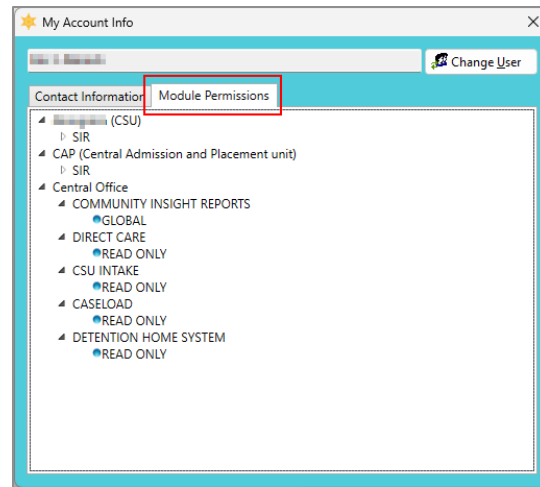 My Account Info
Change User
Contact Information
Module Permissions
(CSU)
SIR
CAP (Central Admission and Placement unit)
SIR
Central Office
COMMUNITY INSIGHT REPORTS
GLOBAL
DIRECT CARE
READ ONLY
CSU INTAKE
READ ONLY
CASELOAD
READ ONLY
DETENTION HOME SYSTEM
READ ONLY